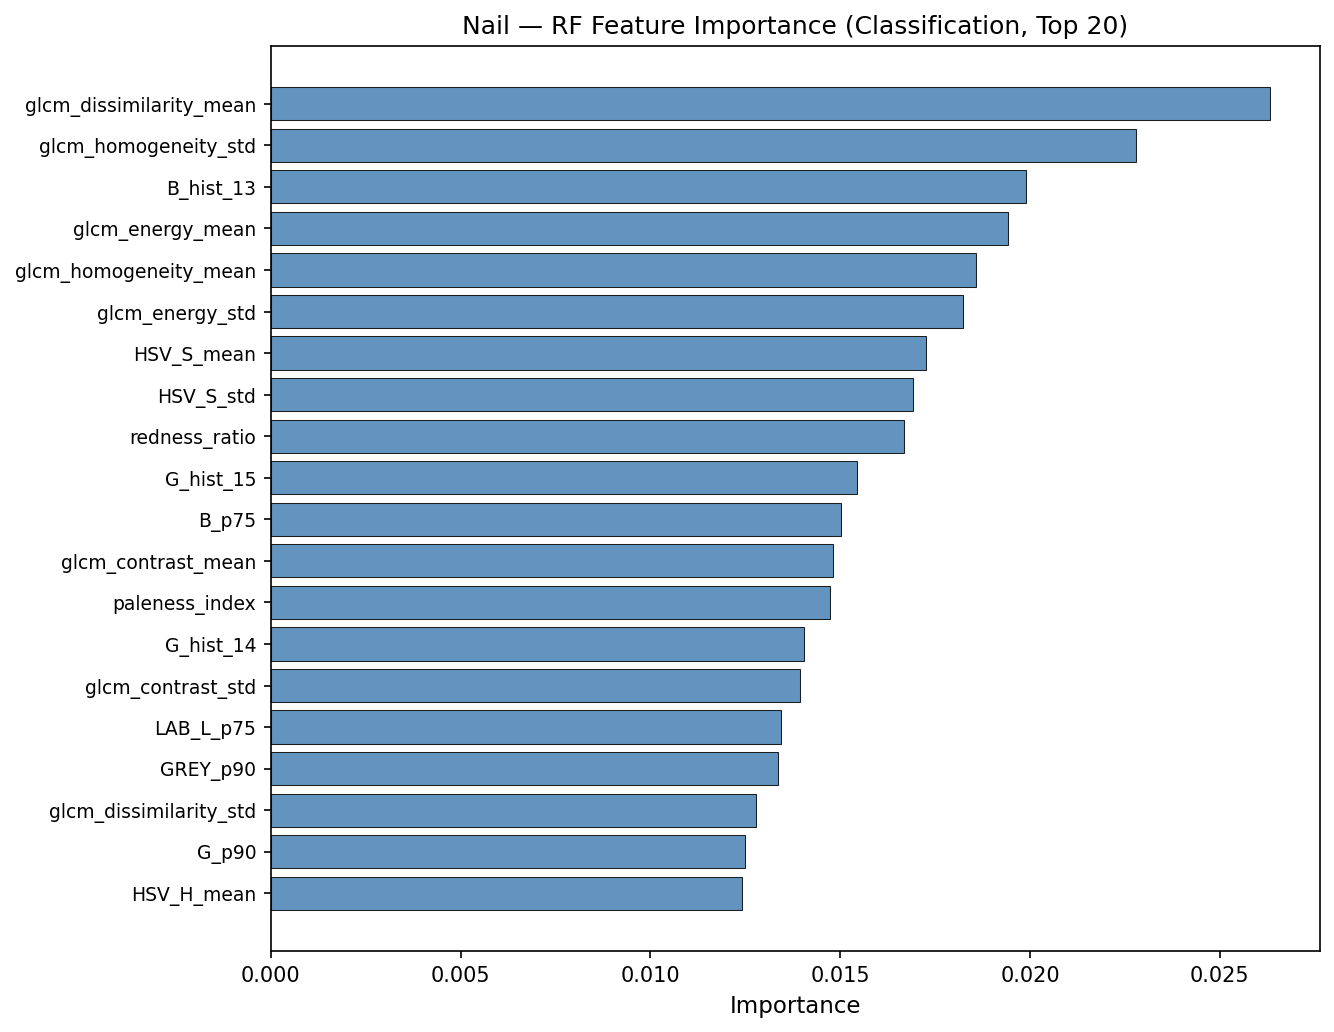 Nail — RF Feature Importance (Classification, Top 20)
glcm_dissimilarity_mean
glcm_homogeneity_std
B_hist_13
glcm_energy_mean
glcm_homogeneity_mean
glcm_energy_std
HSV_S_mean
HSV_S_std
redness_ratio
G_hist_15
B_p75
glcm_contrast_mean
paleness_index
G_hist_14
glcm_contrast_std
LAB_L_p75
GREY_p90
glcm_dissimilarity_std
G_p90
HSV_H_mean
0.000 0.005 0.010 0.015 0.020 0.025
Importance